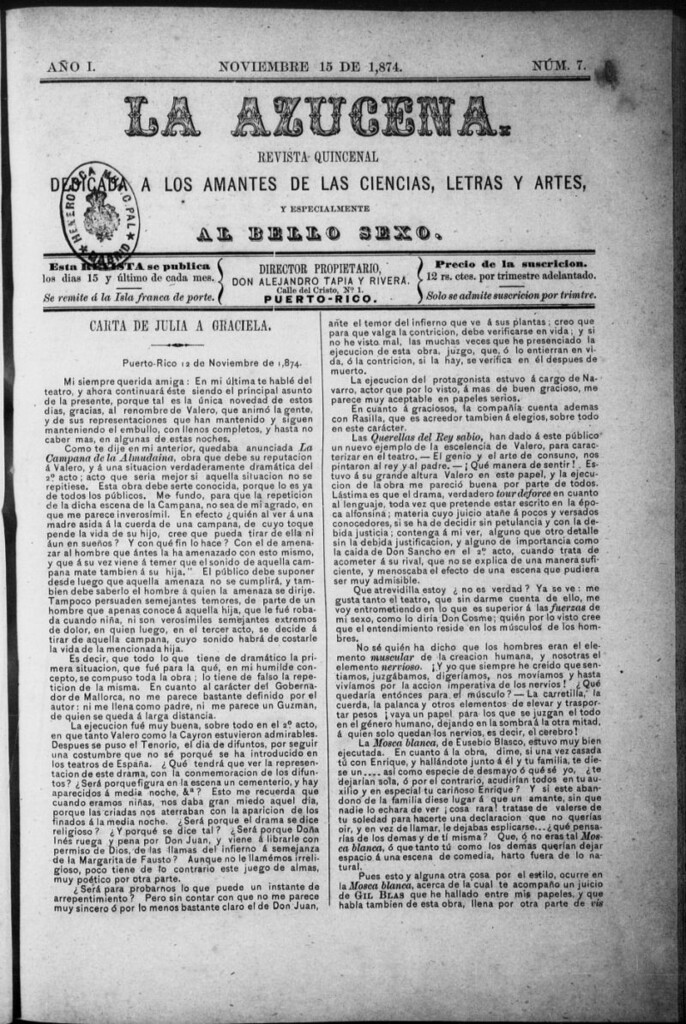 AÑO I. NOVIEMBRE 15 DE 1,874. NÚM. 7.
LA AZUCENA.
REVISTA QUINCENAL
DEDICADA A LOS AMANTES DE LAS CIENCIAS, LETRAS Y ARTES,
Y ESPECIALMENTE
AL BELLO SEXO.
HEMEROTECA MUNICIPAL
MADRID
Esta REVISTA se publica
los dias 15 y último de cada mes.
Se remite á la Isla franca de porte.
DIRECTOR PROPIETARIO,
DON ALEJANDRO TAPIA Y RIVERA.
Calle del Cristo, Nº 1.
PUERTO-RICO.
Precio de la suscricion.
12 rs. ctes. por trimestre adelantado.
Solo se admite suscricion por trimtre.
CARTA DE JULIA A GRACIELA.
Puerto-Rico 12 de Noviembre de 1,874.
Mi siempre querida amiga: En mi última te hablé del
teatro, y ahora continuará éste siendo el principal asunto
de la presente, porque tal es la única novedad de estos
dias, gracias, al renombre de Valero, que animó la gente,
y de sus representaciones que han mantenido y siguen
manteniendo el embullo, con llenos completos, y hasta no
caber mas, en algunas de estas noches.
Como te dije en mi anterior, quedaba anunciada La
Campana de la Almudaina, obra que debe su reputacion
á Valero, y á una situacion verdaderamente dramática del
2º acto; acto que seria mejor si aquella situacion no se
repitiese. Esta obra debe serte conocida, porque lo es ya
de todos los públicos. Me fundo, para que la repeticion
de la dicha escena de la Campana, no sea de mi agrado, en
que me parece inverosímil. En efecto ¿quién al ver á una
madre asida á la cuerda de una campana, de cuyo toque
pende la vida de su hijo, cree que pueda tirar de ella ni
áun en sueños? Y con qué fin lo hace? Con el de amena-
zar al hombre que ántes la ha amenazado con esto mismo,
y que á su vez viene á temer que el sonido de aquella cam-
pana mate tambien á su hija." El público debe suponer
desde luego que aquella amenaza no se cumplirá, y tam-
bien debe saberlo el hombre á quien la amenaza se dirije.
Tampoco persuaden semejantes temores, de parte de un
hombre que apenas conoce á aquella hija, que le fué roba-
da cuando niña, ni son verosímiles semejantes extremos
de dolor, en quien luego, en el tercer acto, se decide á
tirar de aquella campana, cuyo sonido habrá de costarle
la vida de la mencionada hija.
Es decir, que todo lo que tiene de dramático la
primera situacion, que fué para la qué, en mi humilde con-
cepto, se compuso toda la obra; lo tiene de falso la repe-
ticion de la misma. En cuanto al carácter del Goberna-
dor de Mallorca, no me parece bastante definido por el
autor: ni me llena como padre, ni me parece un Guzman,
de quien se queda á larga distancia.
La ejecucion fué muy buena, sobre todo en el 2º acto,
en que tanto Valero como la Cayron estuvieron admirables.
Despues se puso el Tenorio, el dia de difuntos, por seguir
una costumbre que no sé porqué se ha introducido en
los teatros de España. ¿Qué tendrá que ver la representa-
cion de este drama, con la conmemoracion de los difun-
tos? ¿Será porque figura en la escena un cementerio, y hay
aparecidos á media noche, &ª? Esto me recuerda que
cuando eramos niñas, nos daba gran miedo aquel dia,
porque las criadas nos aterraban con la aparicion de los
finados á la media noche. ¿Será porque el drama se dice
religioso? ¿Y porqué se dice tal? ¿Será porque Doña
Inés ruega y pena por Don Juan, y viene á librarle con
permiso de Dios, de las llamas del infierno á semejanza
de la Margarita de Fausto? Aunque no le llamémos irreli-
gioso, poco tiene de lo contrario este juego de almas,
muy poético por otra parte.
¿Será para probarnos lo que puede un instante de
arrepentimiento? Pero sin contar con que no me parece
muy sincero ó por lo menos bastante claro el de Don Juan,
ante el temor del infierno que ve á sus plantas; creo que
para que valga la contricion, debe verificarse en vida; y si
no he visto mal, las muchas veces que he presenciado la
ejecucion de esta obra, juzgo, que, ó lo entierran en vi-
da, ó la contricion, si la hay, se verifica en él despues de
muerto.
La ejecucion del protagonista estuvo á cargo de Na-
varro, actor que por lo visto, á mas de buen gracioso, me
parece muy aceptable en papeles serios.
En cuanto á graciosos, la compañía cuenta ademas
con Rasilla, que es acreedor tambien á elegios, sobre todo
en este carácter.
Las Querellas del Rey sabio, han dado á este público
un nuevo ejemplo de la escelencia de Valero, para carac-
terizar en el teatro.—El genio y el arte de consuno, nos
pintaron al rey y al padre.—¡Qué manera de sentir! Es-
tuvo á su grande altura Valero en este papel, y la ejecu-
cion de la obra me pareció buena por parte de todos.
Lástima es que el drama, verdadero tour de force en cuanto
al lenguaje, toda vez que pretende estar escrito en la épo-
ca alfonsina; materia cuyo juicio atañe á pocos y versados
conocedores, si se ha de decidir sin petulancia y con la de-
bida justicia; contenga á mi ver, alguno que otro detalle
sin la debida justificacion, y alguno de importancia como
la caida de Don Sancho en el 2º acto, cuando trata de
acometer á su rival, que no se explica de una manera sufi-
ciente, y menoscaba el efecto de una escena que pudiera
ser muy admisible.
Que atrevidilla estoy ¿no es verdad? Ya se ve: me
gusta tanto el teatro, que sin darme cuenta de ello, me
voy entrometiendo en lo que es superior á las fuerzas de
mi sexo, como lo diria Don Cosme; quién por lo visto cree
que el entendimiento reside en los músculos de los hom-
bres.
No sé quién ha dicho que los hombres eran el ele-
mento muscular de la creacion humana, y nosotras el
elemento nervioso. ¡Y yo que siempre he creido que sen-
tiamos, juzgábamos, digeríamos, nos moviamos y hasta
viviamos por la accion imperativa de los nervios! ¿Qué
quedaria entónces para el músculo?—La carretilla, la
cuerda, la palanca y otros elementos de elevar y traspor-
tar pesos ¡vaya un papel para los que se juzgan el todo
en el género humano, dejando en la sombrá á la otra mitad,
á quien solo quedan los nervios, es decir, el cerebro!
La Mosca blanca, de Eusebio Blasco, estuvo muy bien
ejecutada. En cuanto á la obra, dime, si una vez casada
tú con Enrique, y hallándote junto á él y tu familia, te die-
se un.... asi como especie de desmayo ó qué sé yo, ¿te
dejarian sola, ó por el contrario, acudirian todos en tu au-
xilio y en especial tu cariñoso Enrique? Y si este aban-
dono de la familia diese lugar á que un amante, sin que
nadie lo echara de ver ¡cosa rara! tratase de valerse de
tu soledad para hacerte una declaracion que no querías
oir, y en vez de llamar, le dejabas esplicarse...¿qué pensa-
rías de los demas y de tí misma? Que, ó no eras tal Mos-
ca blanca, ó que tanto tú como los demas querian dejar
espacio á una escena de comedia, harto fuera de lo na-
tural.
Pues esto y alguna otra cosa por el estilo, ocurre en
la Mosca blanca, acerca de la cual te acompaño un juicio
de GIL BLAS que he hallado entre mis papeles, y que
habla tambien de esta obra, llena por otra parte de vis